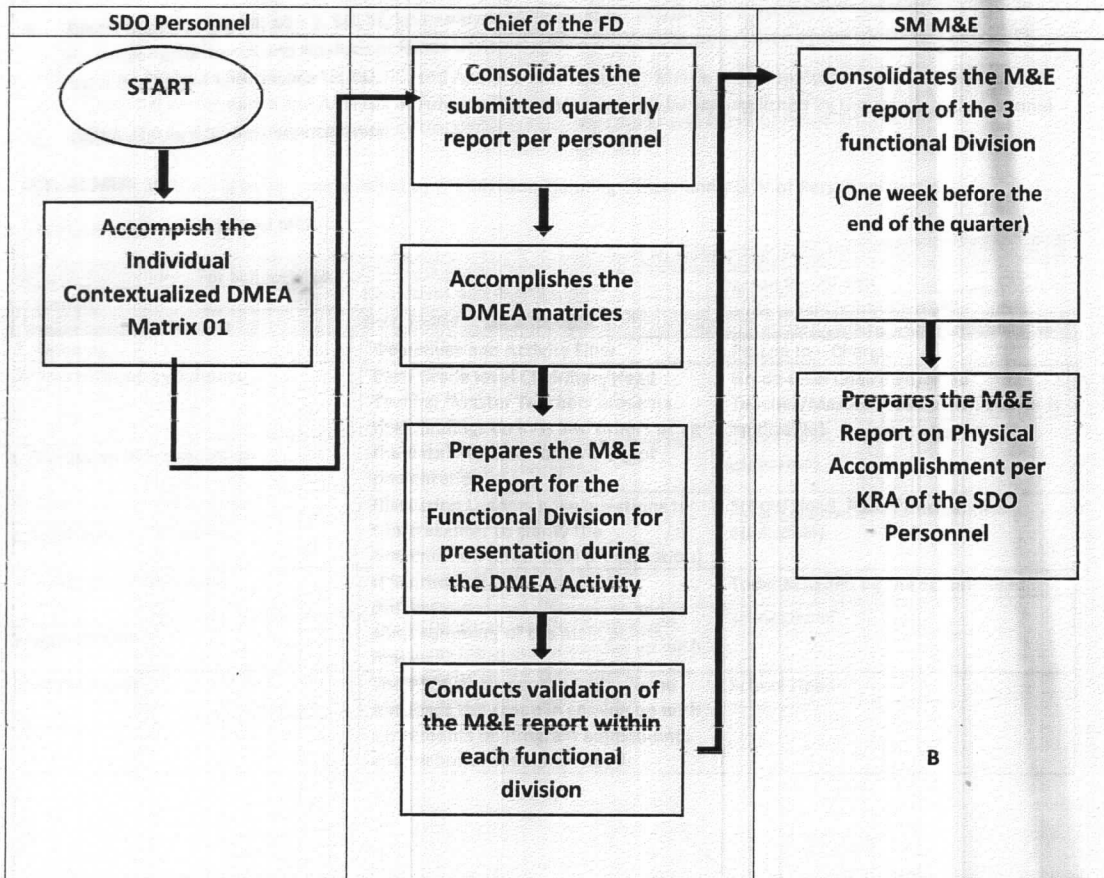 SDO Personnel
Chief of the FD
SM M&E
START
Accompish the
Individual
Contextualized DMEA
Matrix 01
Consolidates the
submitted quarterly
report per personnel
Accomplishes the
DMEA matrices
Prepares the M&E
Report for the
Functional Division for
presentation during
the DMEA Activity
Conducts validation of
the M&E report within
each functional
division
Consolidates the M&E
report of the 3
functional Division
(One week before the
end of the quarter)
Prepares the M&E
Report on Physical
Accomplishment per
KRA of the SDO
Personnel
B